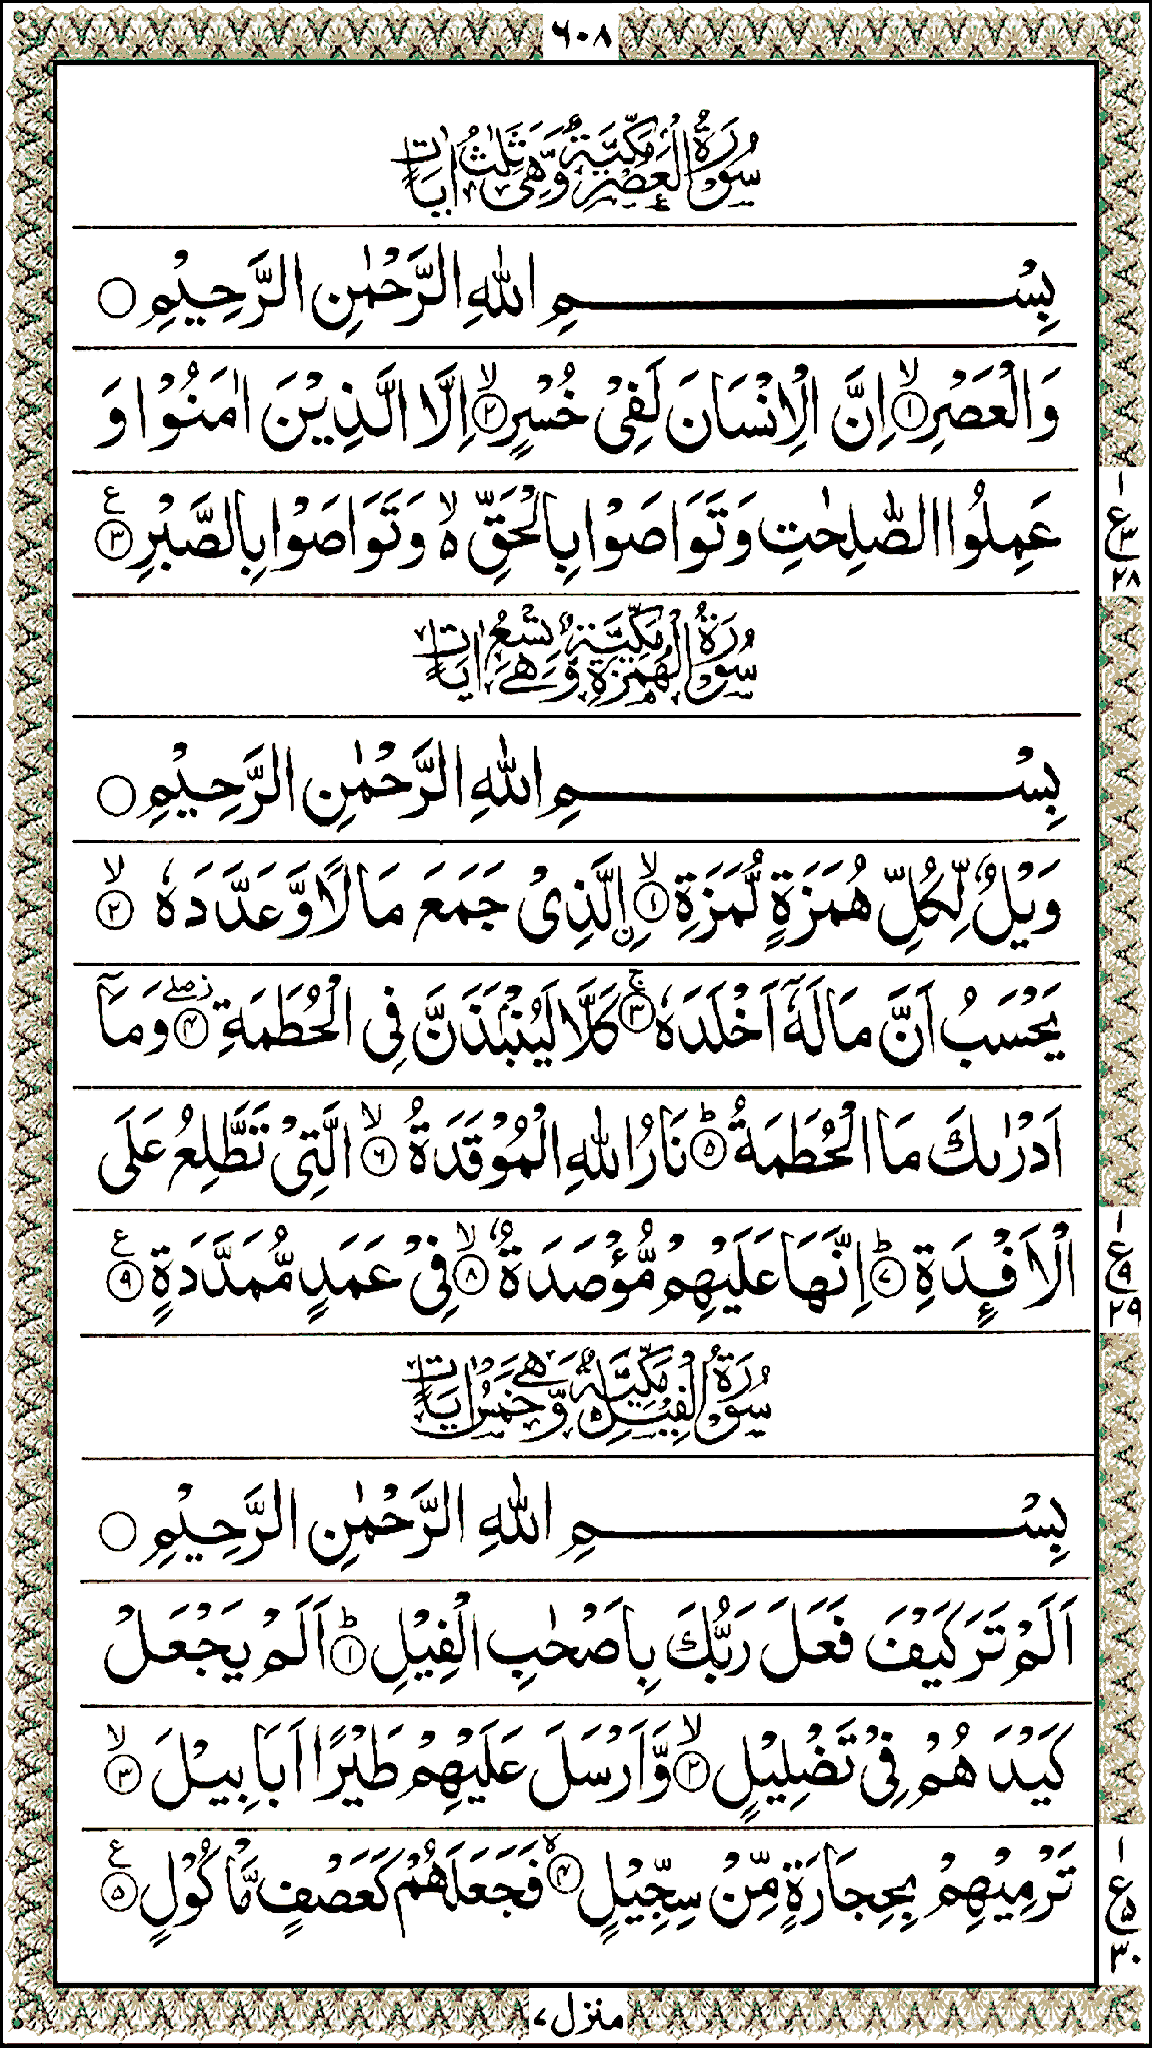 ٦٠٨
سُوْرَةُ الْعَصْرِ مَكِّيَّةٌ وَّهِيَ ثَلٰثُ اٰيَاتٍ
بِسْمِ اللّٰهِ الرَّحْمٰنِ الرَّحِيْمِ ○
وَالْعَصْرِ ۙ﴿١﴾ اِنَّ الْاِنْسَانَ لَفِيْ خُسْرٍ ۙ﴿٢﴾ اِلَّا الَّذِيْنَ اٰمَنُوْا وَ
عَمِلُوا الصّٰلِحٰتِ وَتَوَاصَوْا بِالْحَقِّ ۙ۬ وَتَوَاصَوْا بِالصَّبْرِ ﴿٣﴾ ع
ا ع ٣ ٢٨
سُوْرَةُ الْهُمَزَةِ مَكِّيَّةٌ وَّهِيَ تِسْعُ اٰيَاتٍ
بِسْمِ اللّٰهِ الرَّحْمٰنِ الرَّحِيْمِ ○
وَيْلٌ لِّكُلِّ هُمَزَةٍ لُّمَزَةِ ۙ﴿١﴾ ِن الَّذِيْ جَمَعَ مَالًا وَّعَدَّدَهٗ ۙ﴿٢﴾
يَحْسَبُ اَنَّ مَالَهٗۤ اَخْلَدَهٗ ۚ﴿٣﴾ كَلَّا لَيُنْۢبَذَنَّ فِي الْحُطَمَةِ ز صلے ﴿٤﴾ وَمَاۤ
اَدْرٰىكَ مَا الْحُطَمَةُ ؕ﴿٥﴾ نَارُ اللّٰهِ الْمُوْقَدَةُ ۙ﴿٦﴾ الَّتِيْ تَطَّلِعُ عَلَى
الْاَفْـِٕدَةِ ؕ﴿٧﴾ اِنَّهَا عَلَيْهِمْ مُّؤْصَدَةٌ ۙ﴿٨﴾ فِيْ عَمَدٍ مُّمَدَّدَةٍ ﴿٩﴾ ع
ا ع ٩ ٢٩
سُوْرَةُ الْفِيْلِ مَكِّيَّةٌ وَّهِيَ خَمْسُ اٰيَاتٍ
بِسْمِ اللّٰهِ الرَّحْمٰنِ الرَّحِيْمِ ○
اَلَمْ تَرَ كَيْفَ فَعَلَ رَبُّكَ بِاَصْحٰبِ الْفِيْلِ ؕ﴿١﴾ اَلَمْ يَجْعَلْ
كَيْدَهُمْ فِيْ تَضْلِيْلٍ ۙ﴿٢﴾ وَّاَرْسَلَ عَلَيْهِمْ طَيْرًا اَبَابِيْلَ ۙ﴿٣﴾
تَرْمِيْهِمْ بِحِجَارَةٍ مِّنْ سِجِّيْلٍ ﴿٤﴾ فَجَعَلَهُمْ كَعَصْفٍ مَّاْكُوْلٍ ﴿٥﴾ ع
ا ع ٥ ٣٠
منزل ٧